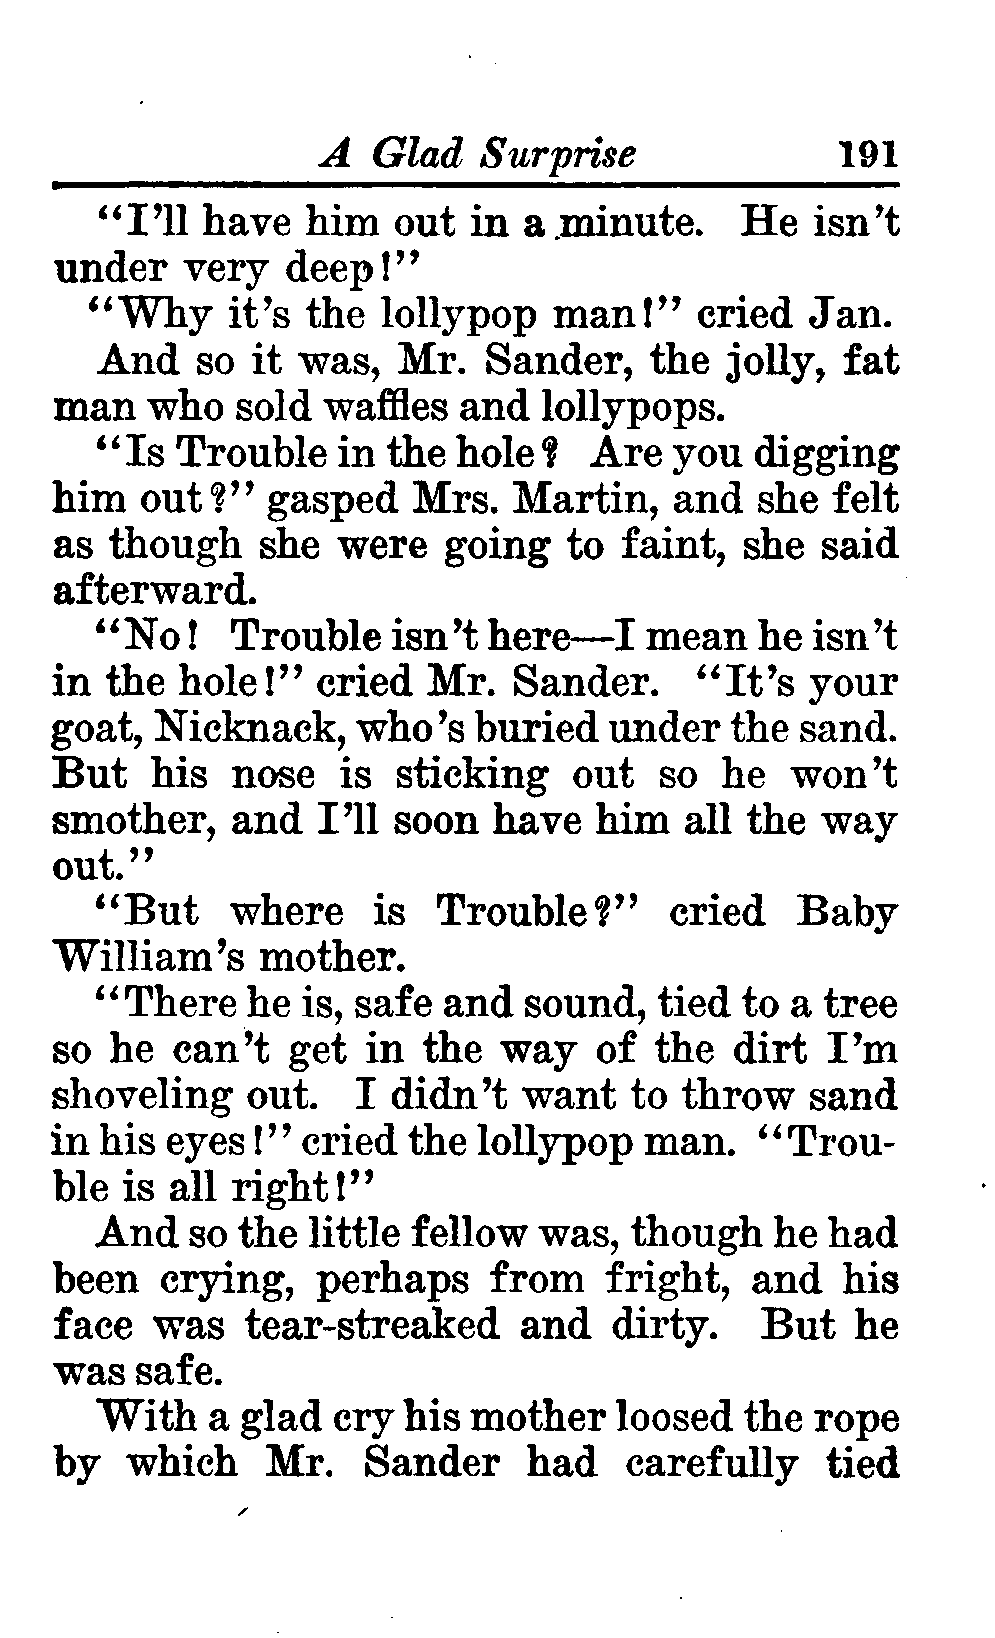 A Glad Surprise 191
"I'll have him out in a minute. He isn't
under very deep!"
"Why it's the lollypop man!" cried Jan.
And so it was, Mr. Sander, the jolly, fat
man who sold waffles and lollypops.
"Is Trouble in the hole? Are you digging
him out?" gasped Mrs. Martin, and she felt
as though she were going to faint, she said
afterward.
"No! Trouble isn't here—I mean he isn't
in the hole!" cried Mr. Sander. "It's your
goat, Nicknack, who's buried under the sand.
But his nose is sticking out so he won't
smother, and I'll soon have him all the way
out."
"But where is Trouble?" cried Baby
William's mother.
"There he is, safe and sound, tied to a tree
so he can't get in the way of the dirt I'm
shoveling out. I didn't want to throw sand
in his eyes!" cried the lollypop man. "Trou-
ble is all right!"
And so the little fellow was, though he had
been crying, perhaps from fright, and his
face was tear-streaked and dirty. But he
was safe.
With a glad cry his mother loosed the rope
by which Mr. Sander had carefully tied